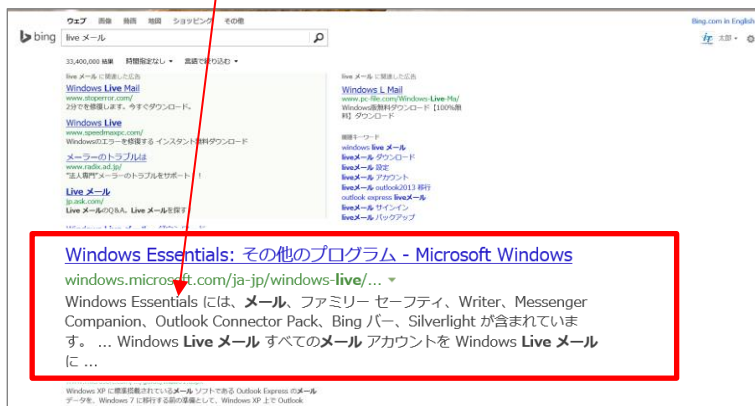 ウェブ 画像 動画 地図 ショッピング その他
Bing.com in English
bing
live メール
太郎
33,400,000 結果 時間指定なし 言語で絞り込む
live メール に関連した広告
Windows Live Mail
www.stoperror.com/
2分でを修復します。今すぐダウンロード。
Windows Live
www.speedmaxpc.com/
Windowsのエラーを修復する インスタント 無料ダウンロード
メーラーのトラブルは
www.radix.ad.jp/
"法人専門"メーラーのトラブルをサポート!
Live メール
jp.ask.com/
Live メールのQ&A。Live メールを探す
live メール に関連した広告
Windows L Mail
www.pc-file.com/Windows-Live-Ma/
Windows版無料ダウンロード【100%無
料】ダウンロード
関連キーワード
windows live メール
liveメール ダウンロード
liveメール 設定
liveメール アカウント
liveメール outlook2013 移行
outlook express liveメール
liveメール サインイン
liveメール バックアップ
Windows Essentials: その他のプログラム - Microsoft Windows
windows.microsoft.com/ja-jp/windows-live/...
Windows Essentials には、メール、ファミリー セーフティ、Writer、Messenger
Companion、Outlook Connector Pack、Bing バー、Silverlight が含まれていま
す。 ... Windows Live メール すべてのメール アカウントを Windows Live メール
に ...
Windows XP に標準搭載されているメール ソフトである Outlook Express のメール
データを、Windows 7 に移行する前の準備として、Windows XP 上で Outlook